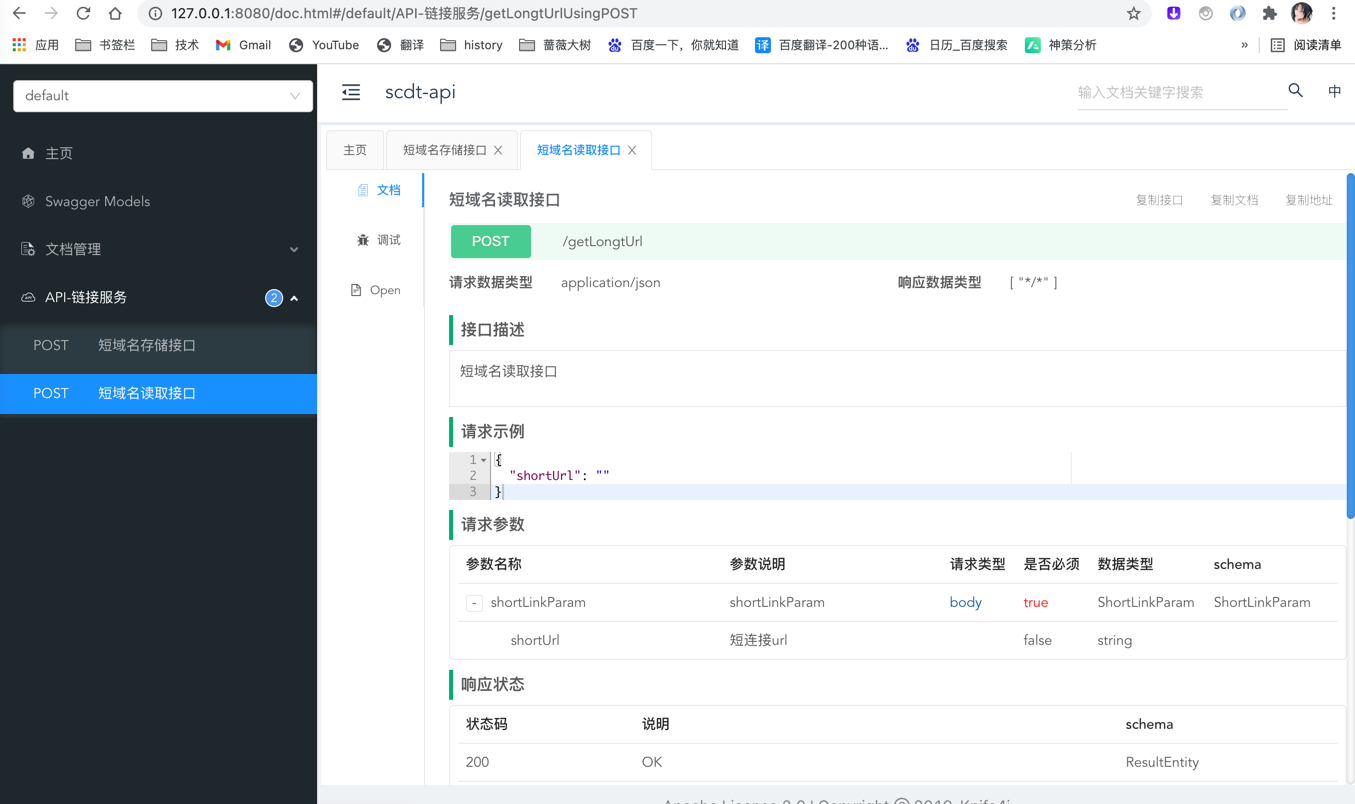 127.0.0.1:8080/doc.html#/default/API-链接服务/getLongtUrlUsingPOST
应用 书签栏 技术 Gmail YouTube 翻译 history 蔷薇大树 百度一下，你就知道 译 百度翻译-200种语... 日历_百度搜索 神策分析 » 阅读清单
default
scdt-api
输入文档关键字搜索
中
主页
Swagger Models
文档管理
API-链接服务 2
POST 短域名存储接口
POST 短域名读取接口
主页 短域名存储接口 短域名读取接口
文档
调试
Open
短域名读取接口
复制接口 复制文档 复制地址
POST /getLongtUrl
请求数据类型 application/json 响应数据类型 [ "*/*" ]
接口描述
短域名读取接口
请求示例
1 {
2 "shortUrl": ""
3 }
请求参数
参数名称 参数说明 请求类型 是否必须 数据类型 schema
- shortLinkParam shortLinkParam body true ShortLinkParam ShortLinkParam
shortUrl 短连接url false string
响应状态
状态码 说明 schema
200 OK ResultEntity
Apache License 2.0 | Copyright © 2019-Knife4j